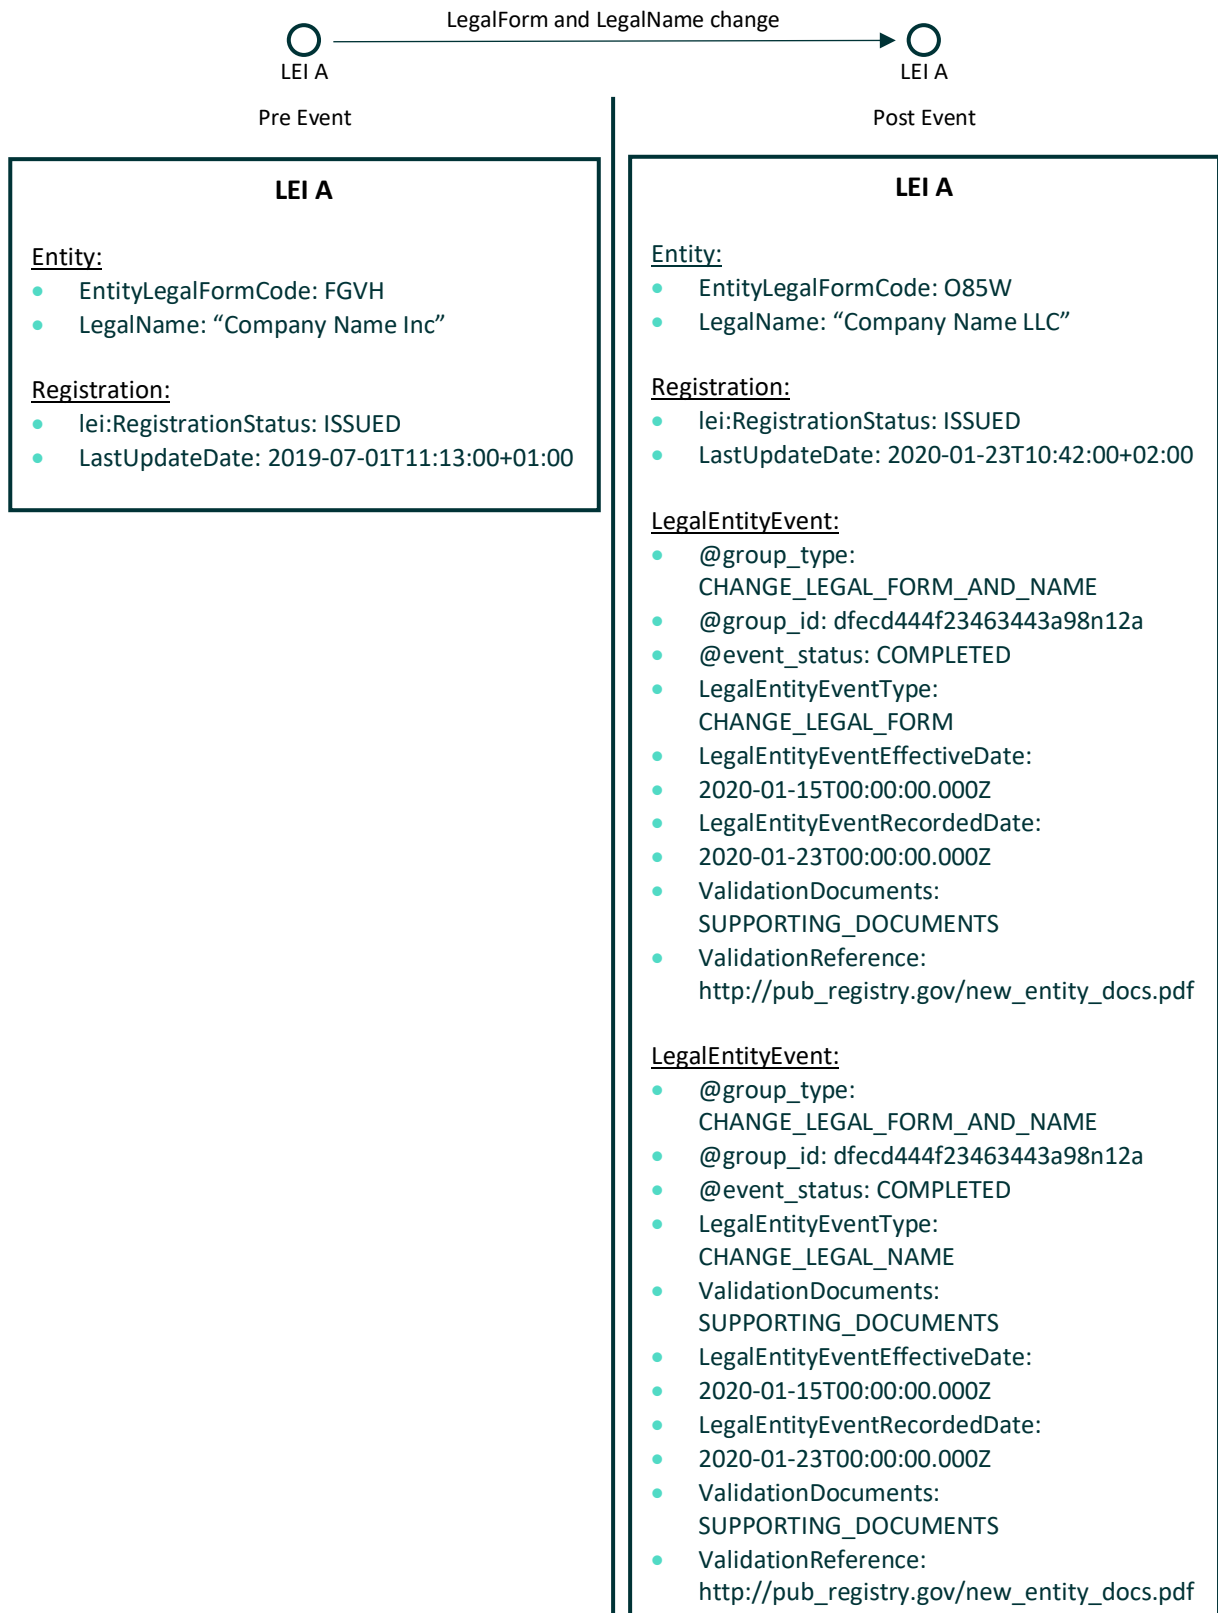 LegalForm and LegalName change
LEI A
LEI A
Pre Event
Post Event
LEI A
Entity:
• EntityLegalFormCode: FGVH
• LegalName: “Company Name Inc”
Registration:
• lei:RegistrationStatus: ISSUED
• LastUpdateDate: 2019-07-01T11:13:00+01:00
LEI A
Entity:
• EntityLegalFormCode: O85W
• LegalName: “Company Name LLC”
Registration:
• lei:RegistrationStatus: ISSUED
• LastUpdateDate: 2020-01-23T10:42:00+02:00
LegalEntityEvent:
• @group_type:
CHANGE_LEGAL_FORM_AND_NAME
• @group_id: dfecd444f23463443a98n12a
• @event_status: COMPLETED
• LegalEntityEventType:
CHANGE_LEGAL_FORM
• LegalEntityEventEffectiveDate:
• 2020-01-15T00:00:00.000Z
• LegalEntityEventRecordedDate:
• 2020-01-23T00:00:00.000Z
• ValidationDocuments:
SUPPORTING_DOCUMENTS
• ValidationReference:
http://pub_registry.gov/new_entity_docs.pdf
LegalEntityEvent:
• @group_type:
CHANGE_LEGAL_FORM_AND_NAME
• @group_id: dfecd444f23463443a98n12a
• @event_status: COMPLETED
• LegalEntityEventType:
CHANGE_LEGAL_NAME
• ValidationDocuments:
SUPPORTING_DOCUMENTS
• LegalEntityEventEffectiveDate:
• 2020-01-15T00:00:00.000Z
• LegalEntityEventRecordedDate:
• 2020-01-23T00:00:00.000Z
• ValidationDocuments:
SUPPORTING_DOCUMENTS
• ValidationReference:
http://pub_registry.gov/new_entity_docs.pdf